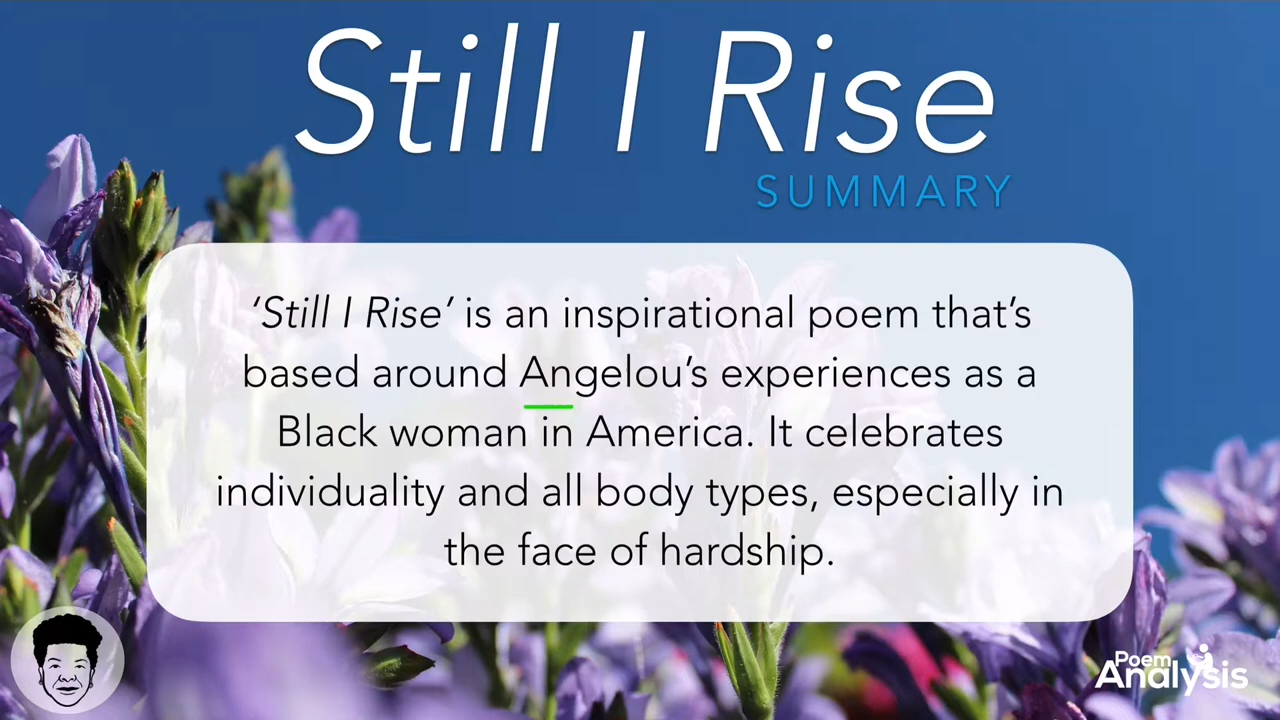 Still I Rise
SUMMARY
‘Still I Rise’ is an inspirational poem that’s
based around Angelou’s experiences as a
Black woman in America. It celebrates
individuality and all body types, especially in
the face of hardship.
Poem
Analysis